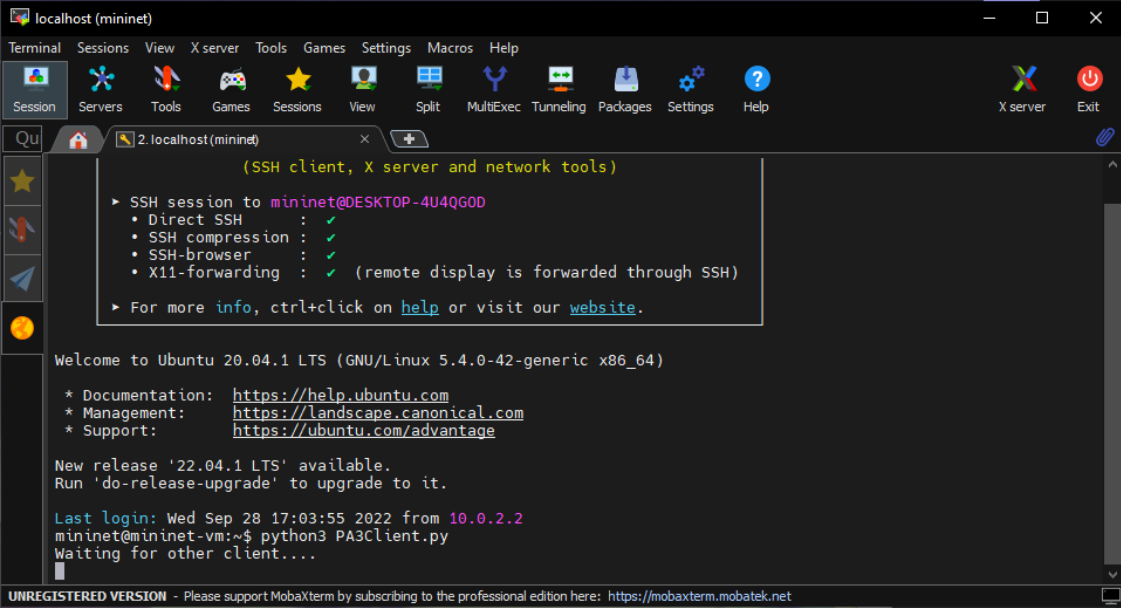 localhost (mininet)
Terminal Sessions View X server Tools Games Settings Macros Help
Session Servers Tools Games Sessions View Split MultiExec Tunneling Packages Settings Help X server Exit
Qu
2. localhost (mininet)
(SSH client, X server and network tools)
➤ SSH session to mininet@DESKTOP-4U4QGOD
• Direct SSH : ✔
• SSH compression : ✔
• SSH-browser : ✔
• X11-forwarding : ✔ (remote display is forwarded through SSH)
➤ For more info, ctrl+click on help or visit our website.
Welcome to Ubuntu 20.04.1 LTS (GNU/Linux 5.4.0-42-generic x86_64)
* Documentation: https://help.ubuntu.com
* Management: https://landscape.canonical.com
* Support: https://ubuntu.com/advantage
New release '22.04.1 LTS' available.
Run 'do-release-upgrade' to upgrade to it.
Last login: Wed Sep 28 17:03:55 2022 from 10.0.2.2
mininet@mininet-vm:~$ python3 PA3Client.py
Waiting for other client....
UNREGISTERED VERSION - Please support MobaXterm by subscribing to the professional edition here: https://mobaxterm.mobatek.net